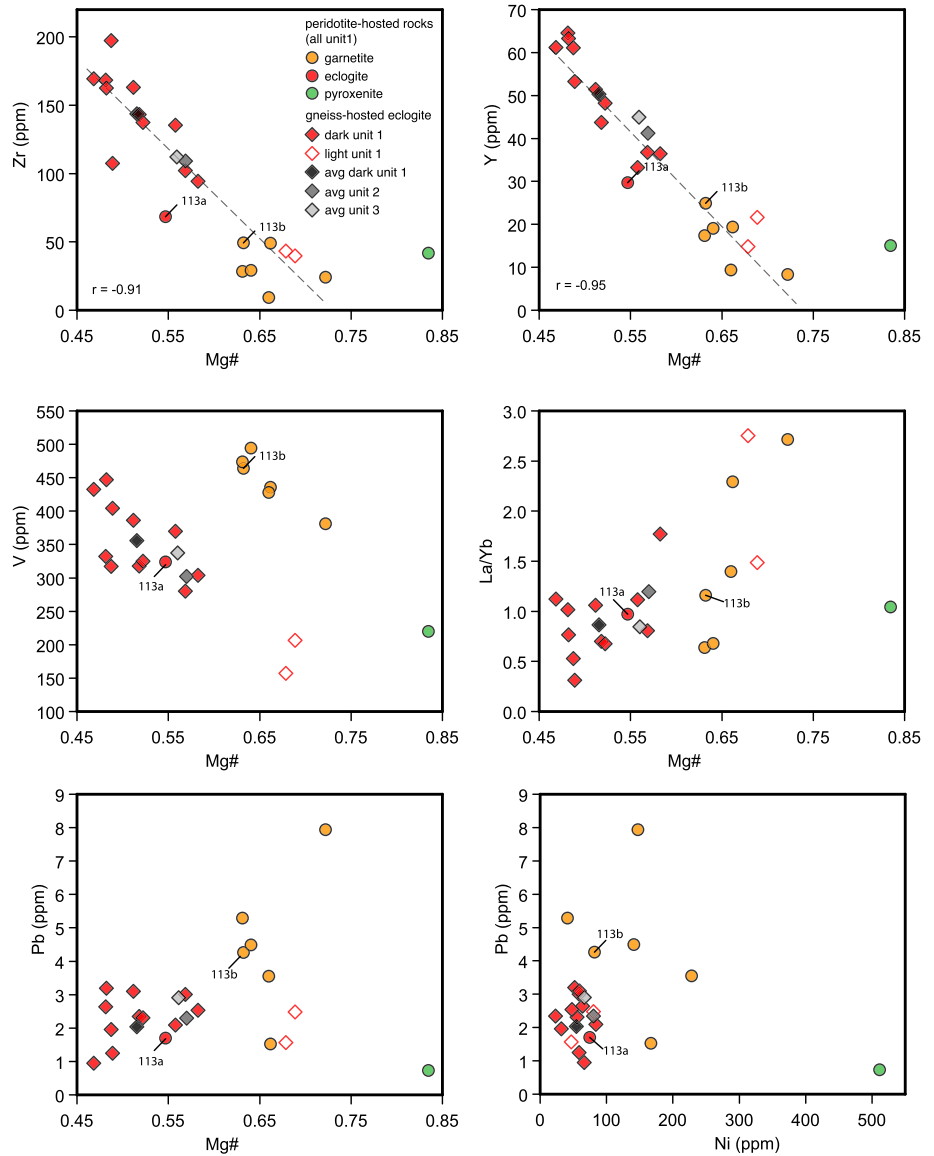 peridotite-hosted rocks
(all unit1)
garnetite
eclogite
pyroxenite
gneiss-hosted eclogite
dark unit 1
light unit 1
avg dark unit 1
avg unit 2
avg unit 3
113a
113b
r = -0.91
200
150
100
50
0
Zr (ppm)
0.45 0.55 0.65 0.75 0.85
Mg#
70
60
50
40
30
20
10
0
Y (ppm)
113a
113b
r = -0.95
0.45 0.55 0.65 0.75 0.85
Mg#
550
500
450
400
350
300
250
200
150
100
V (ppm)
113b
113a
0.45 0.55 0.65 0.75 0.85
Mg#
3.0
2.5
2.0
1.5
1.0
0.5
0.0
La/Yb
113a
113b
0.45 0.55 0.65 0.75 0.85
Mg#
9
8
7
6
5
4
3
2
1
0
Pb (ppm)
113b
113a
0.45 0.55 0.65 0.75 0.85
Mg#
9
8
7
6
5
4
3
2
1
0
Pb (ppm)
113b
113a
0 100 200 300 400 500
Ni (ppm)